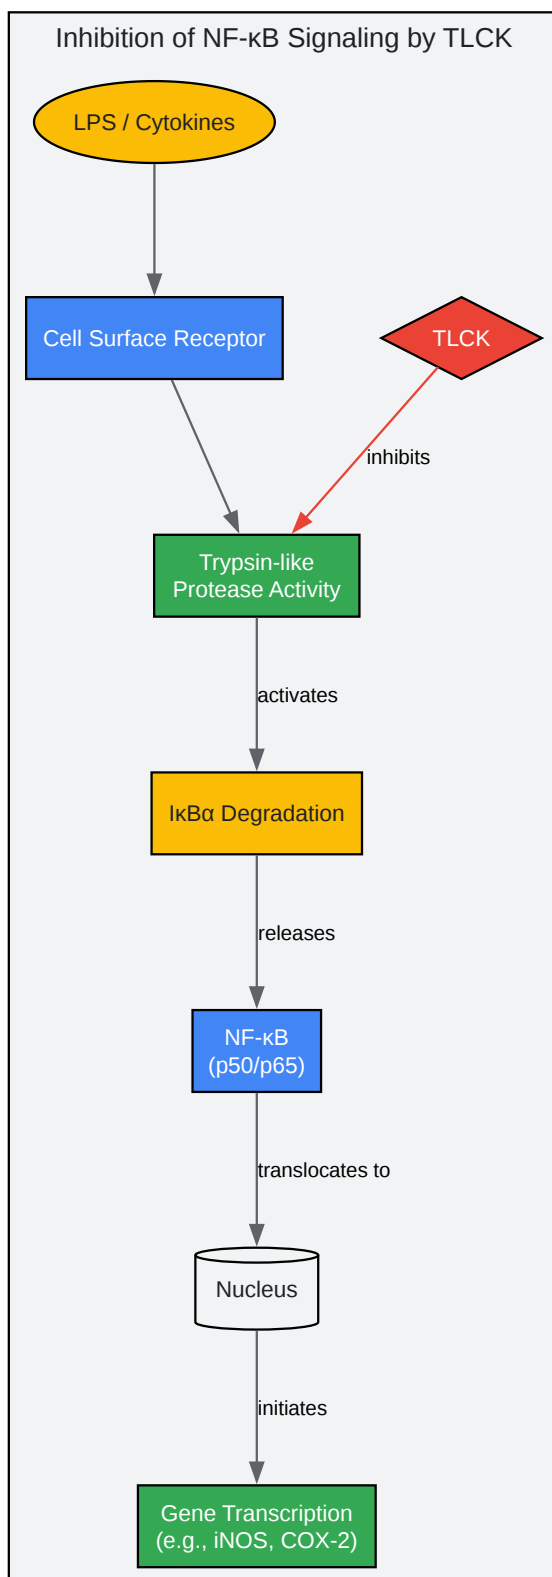 Inhibition of NF-κB Signaling by TLCK
LPS / Cytokines
Cell Surface Receptor
TLCK
inhibits
Trypsin-like
Protease Activity
activates
IκBα Degradation
releases
NF-κB
(p50/p65)
translocates to
Nucleus
initiates
Gene Transcription
(e.g., iNOS, COX-2)